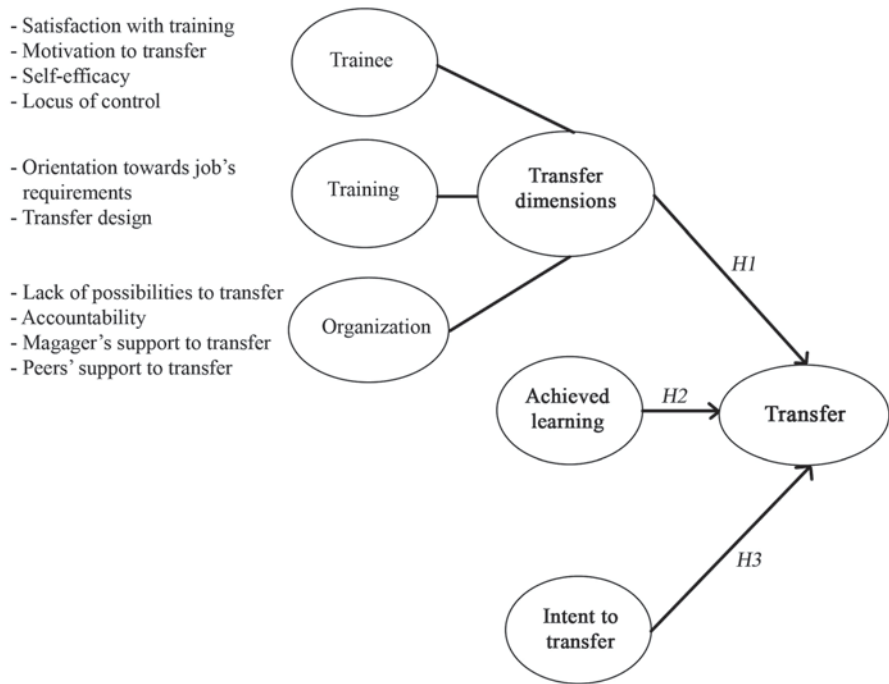 - Satisfaction with training
- Motivation to transfer
- Self-efficacy
- Locus of control
Trainee
- Orientation towards job's
requirements
- Transfer design
Training
Transfer
dimensions
- Lack of possibilities to transfer
- Accountability
- Magager's support to transfer
- Peers' support to transfer
Organization
H1
Achieved
learning
H2
Transfer
H3
Intent to
transfer